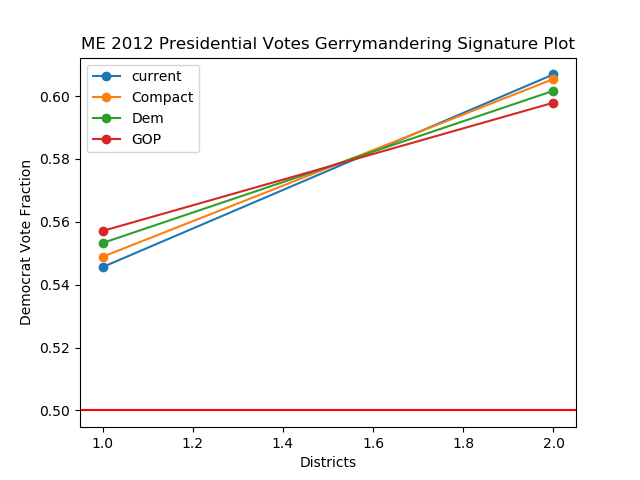 ME 2012 Presidential Votes Gerrymandering Signature Plot
current
Compact
Dem
GOP
Democrat Vote Fraction
0.60
0.58
0.56
0.54
0.52
0.50
1.0 1.2 1.4 1.6 1.8 2.0
Districts